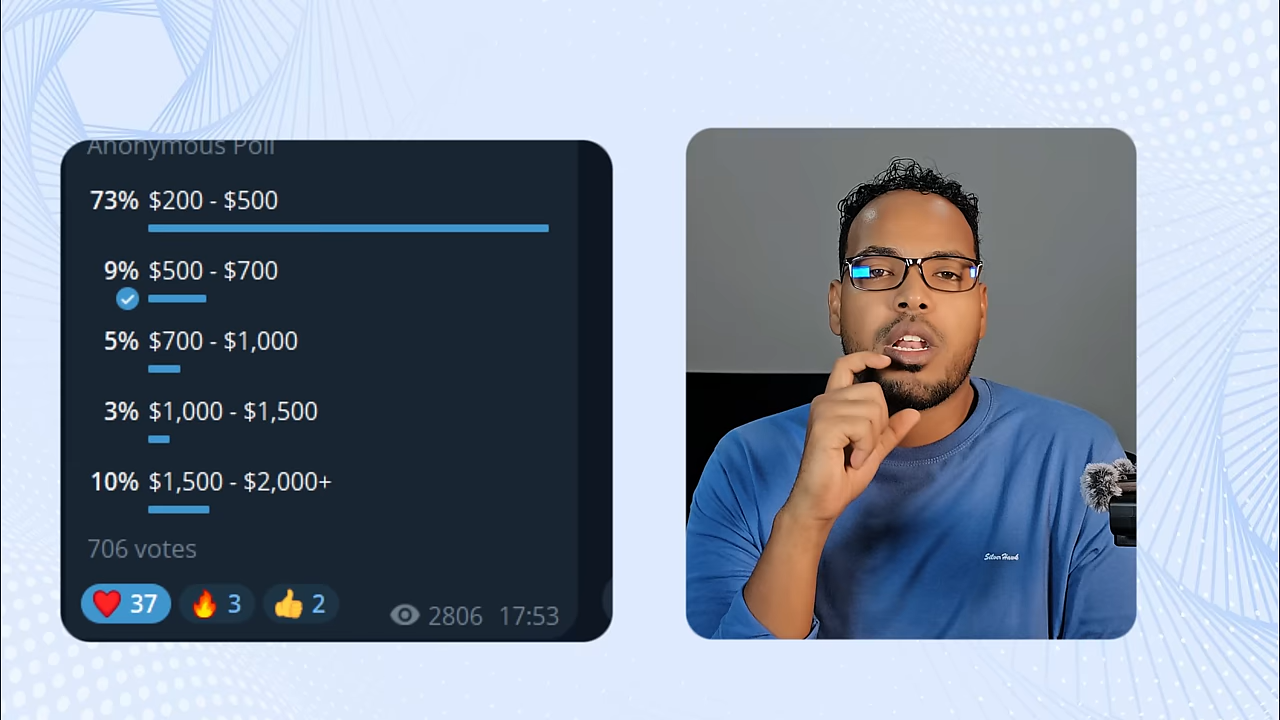 Anonymous Poll
73% $200 - $500
9% $500 - $700
5% $700 - $1,000
3% $1,000 - $1,500
10% $1,500 - $2,000+
706 votes
37 3 2
2806 17:53
SilverHawk